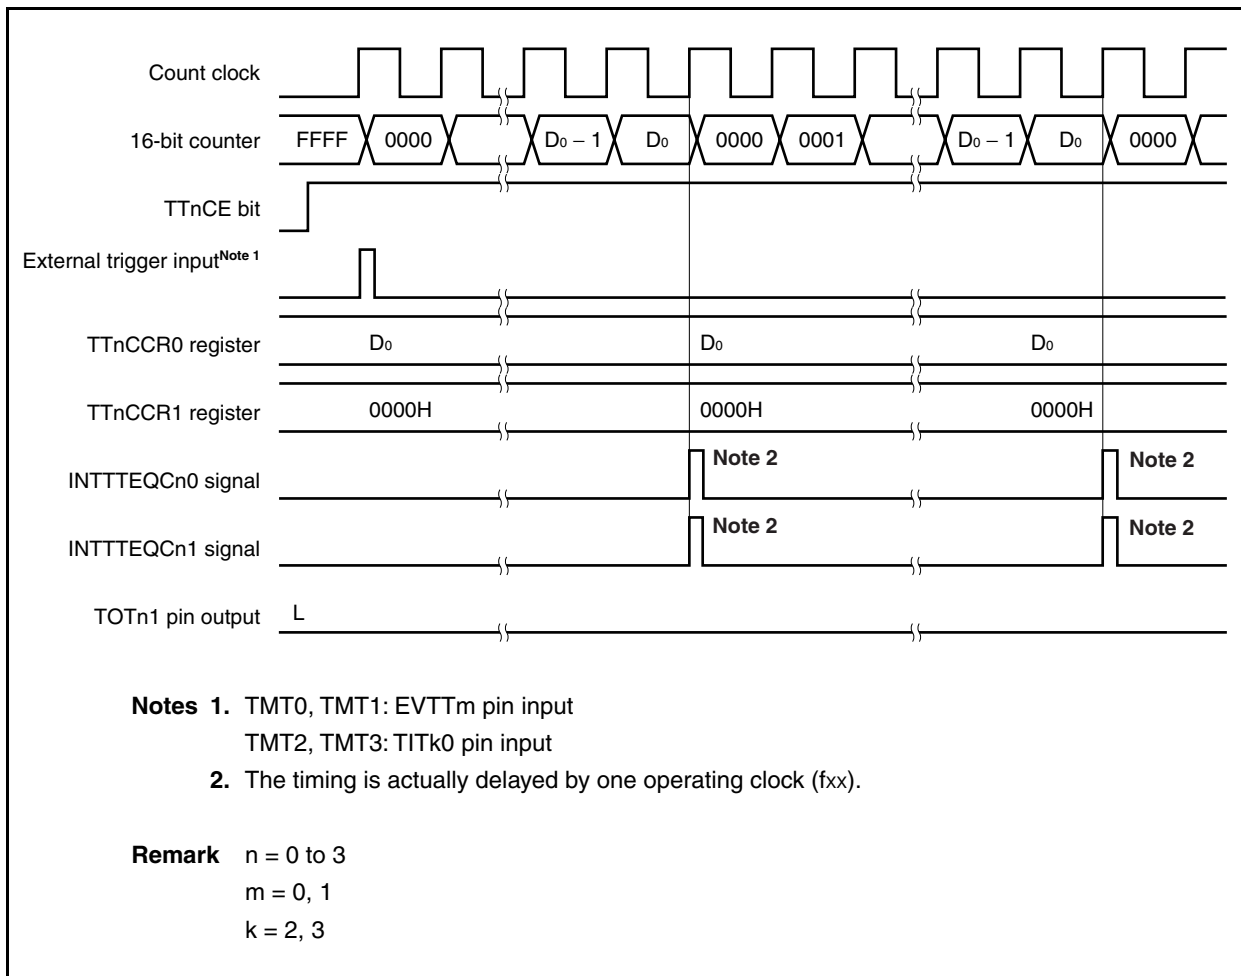 Count clock
16-bit counter FFFF 0000 D0 − 1 D0 0000 0001 D0 − 1 D0 0000
TTnCE bit
External trigger inputNote 1
TTnCCR0 register D0 D0 D0
TTnCCR1 register 0000H 0000H 0000H
INTTTEQCn0 signal Note 2 Note 2
INTTTEQCn1 signal Note 2 Note 2
TOTn1 pin output L
Notes 1. TMT0, TMT1: EVTTm pin input
TMT2, TMT3: TITk0 pin input
2. The timing is actually delayed by one operating clock (fxx).
Remark n = 0 to 3
m = 0, 1
k = 2, 3